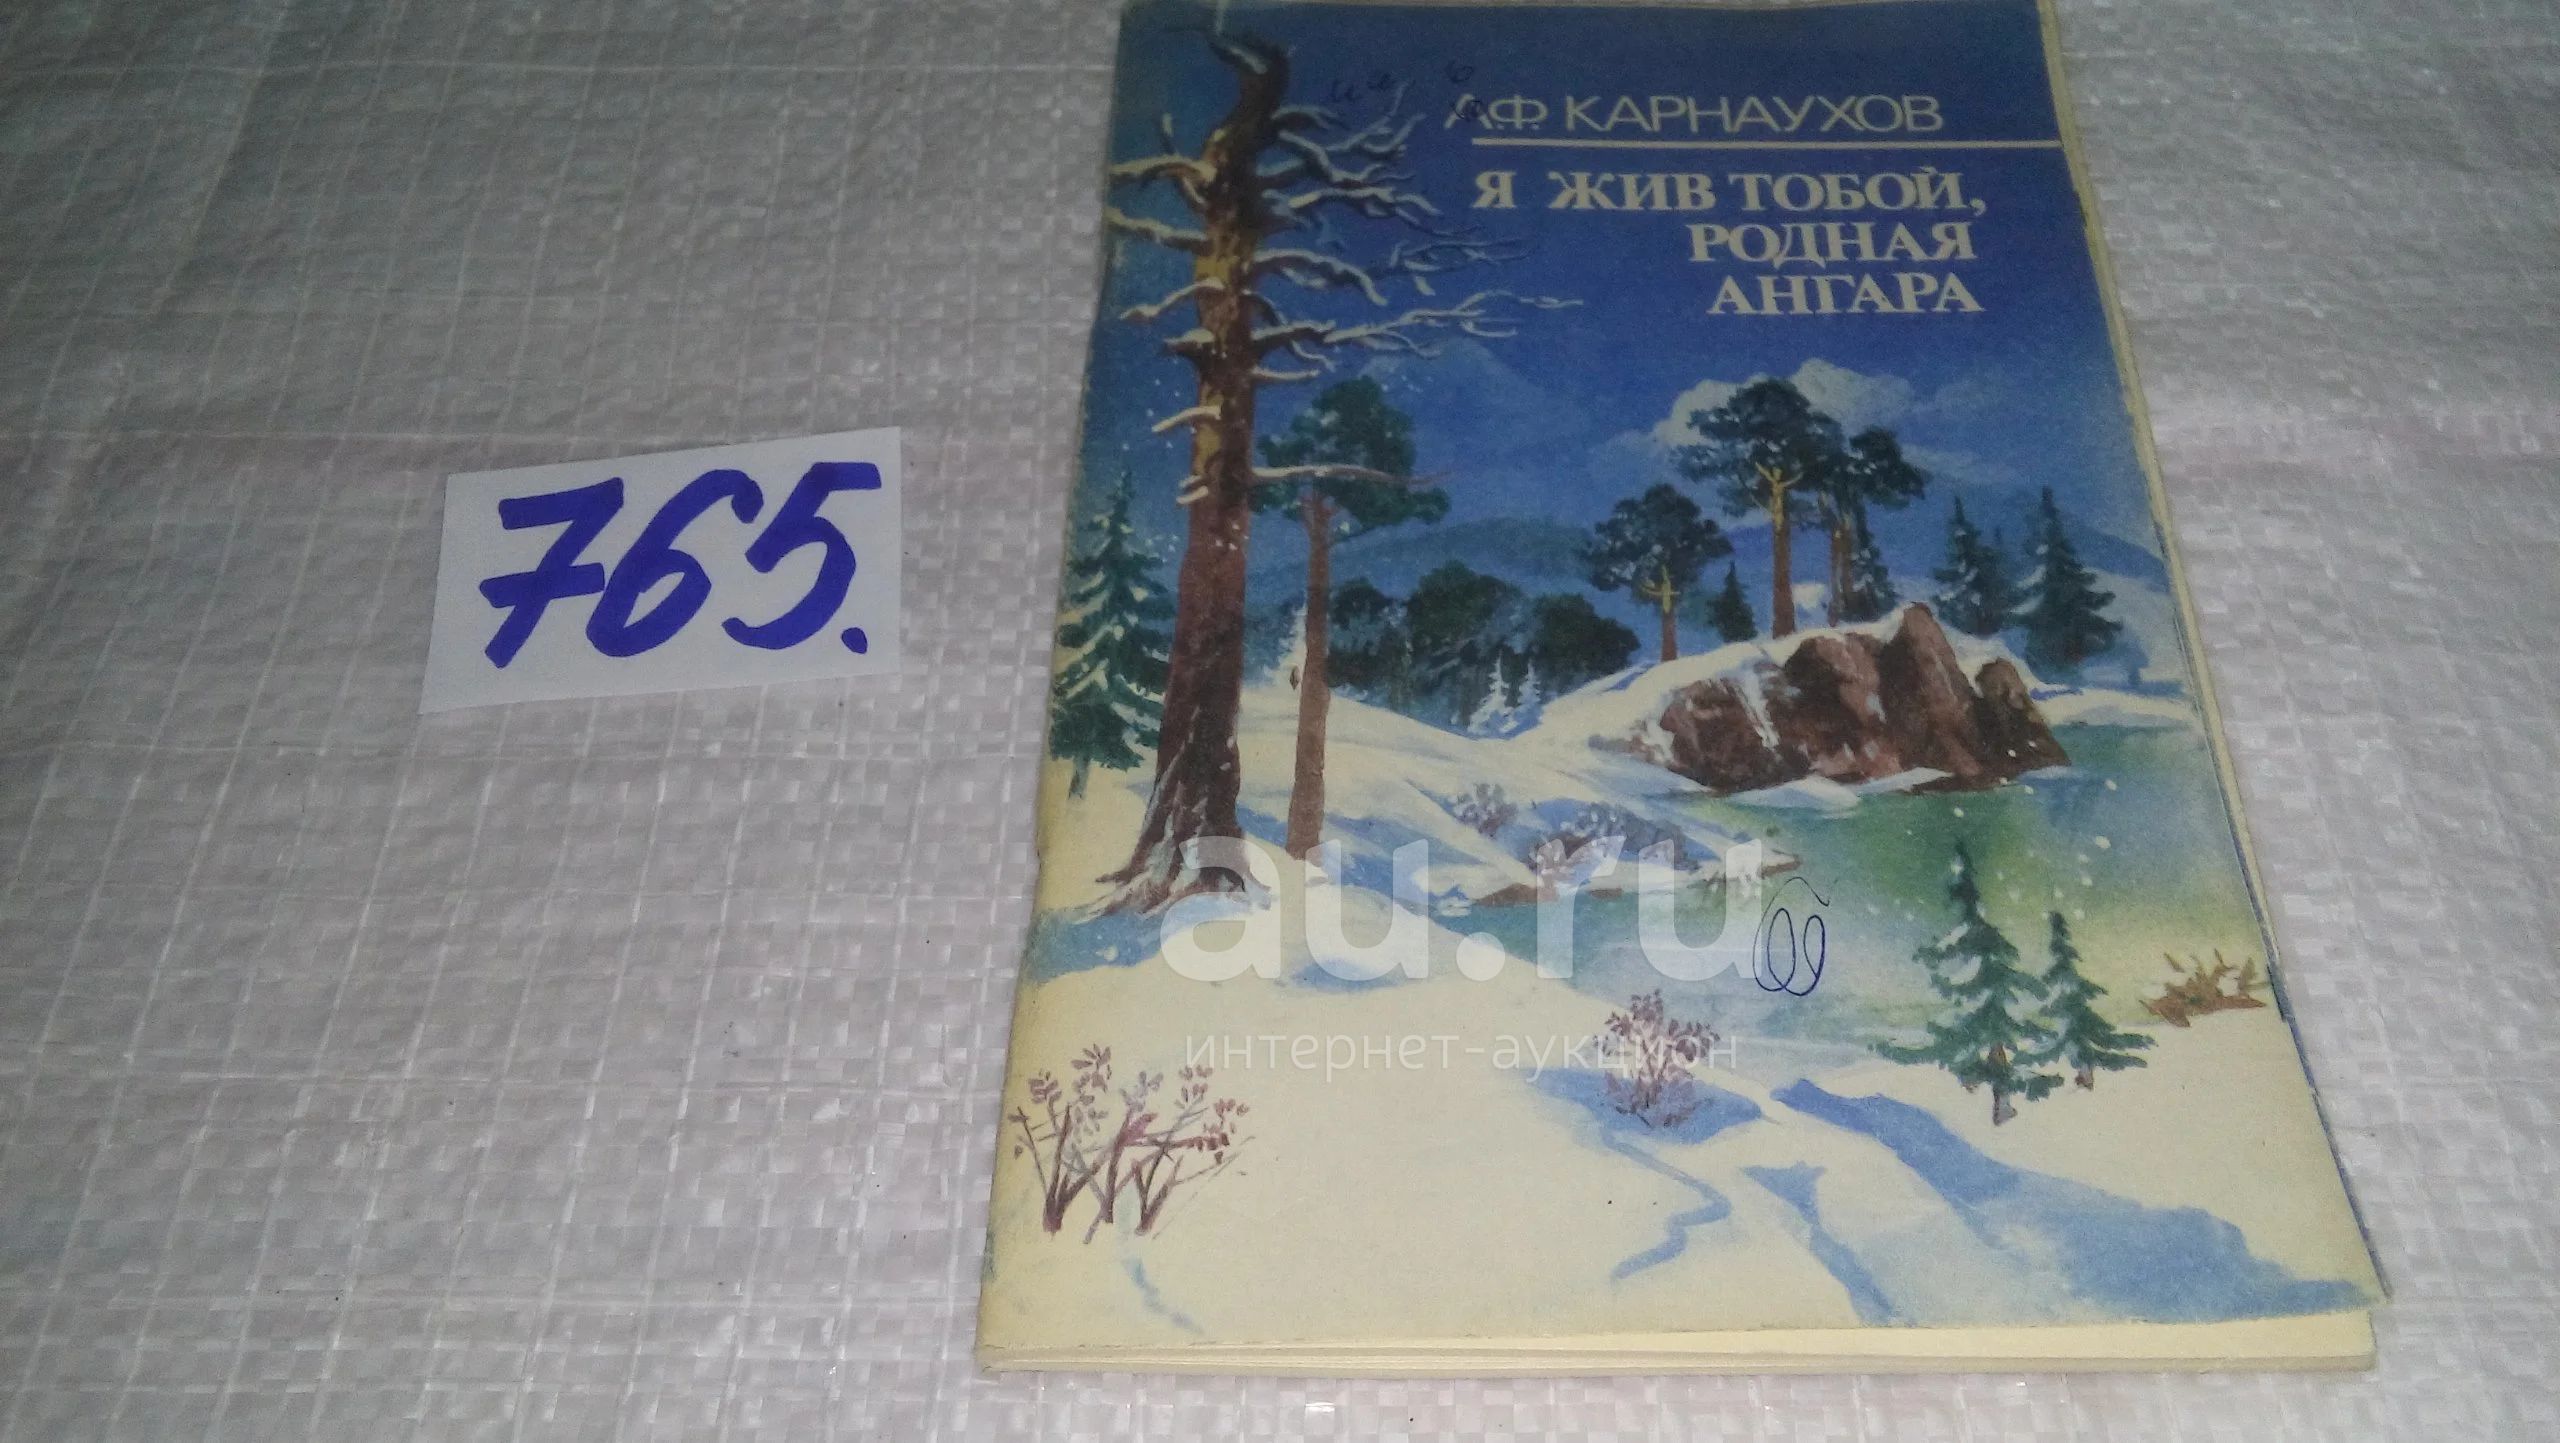 765.
А.Ф. КАРНАУХОВ
Я ЖИВ ТОБОЙ,
РОДНАЯ
АНГАРА
au.ru
интернет-аукцион